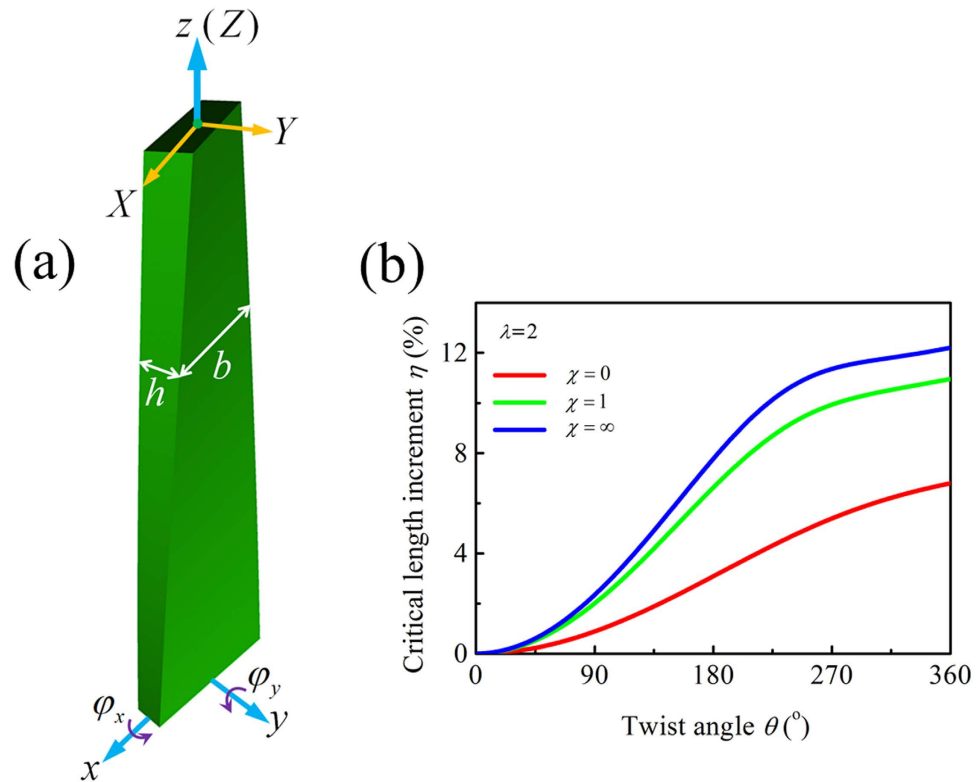 z (Z)
Y
X
(a)
h
b
φx
φy
x
y
(b)
Critical length increment η (%)
12
8
4
0
λ=2
χ = 0
χ = 1
χ = ∞
0
90
180
270
360
Twist angle θ (°)